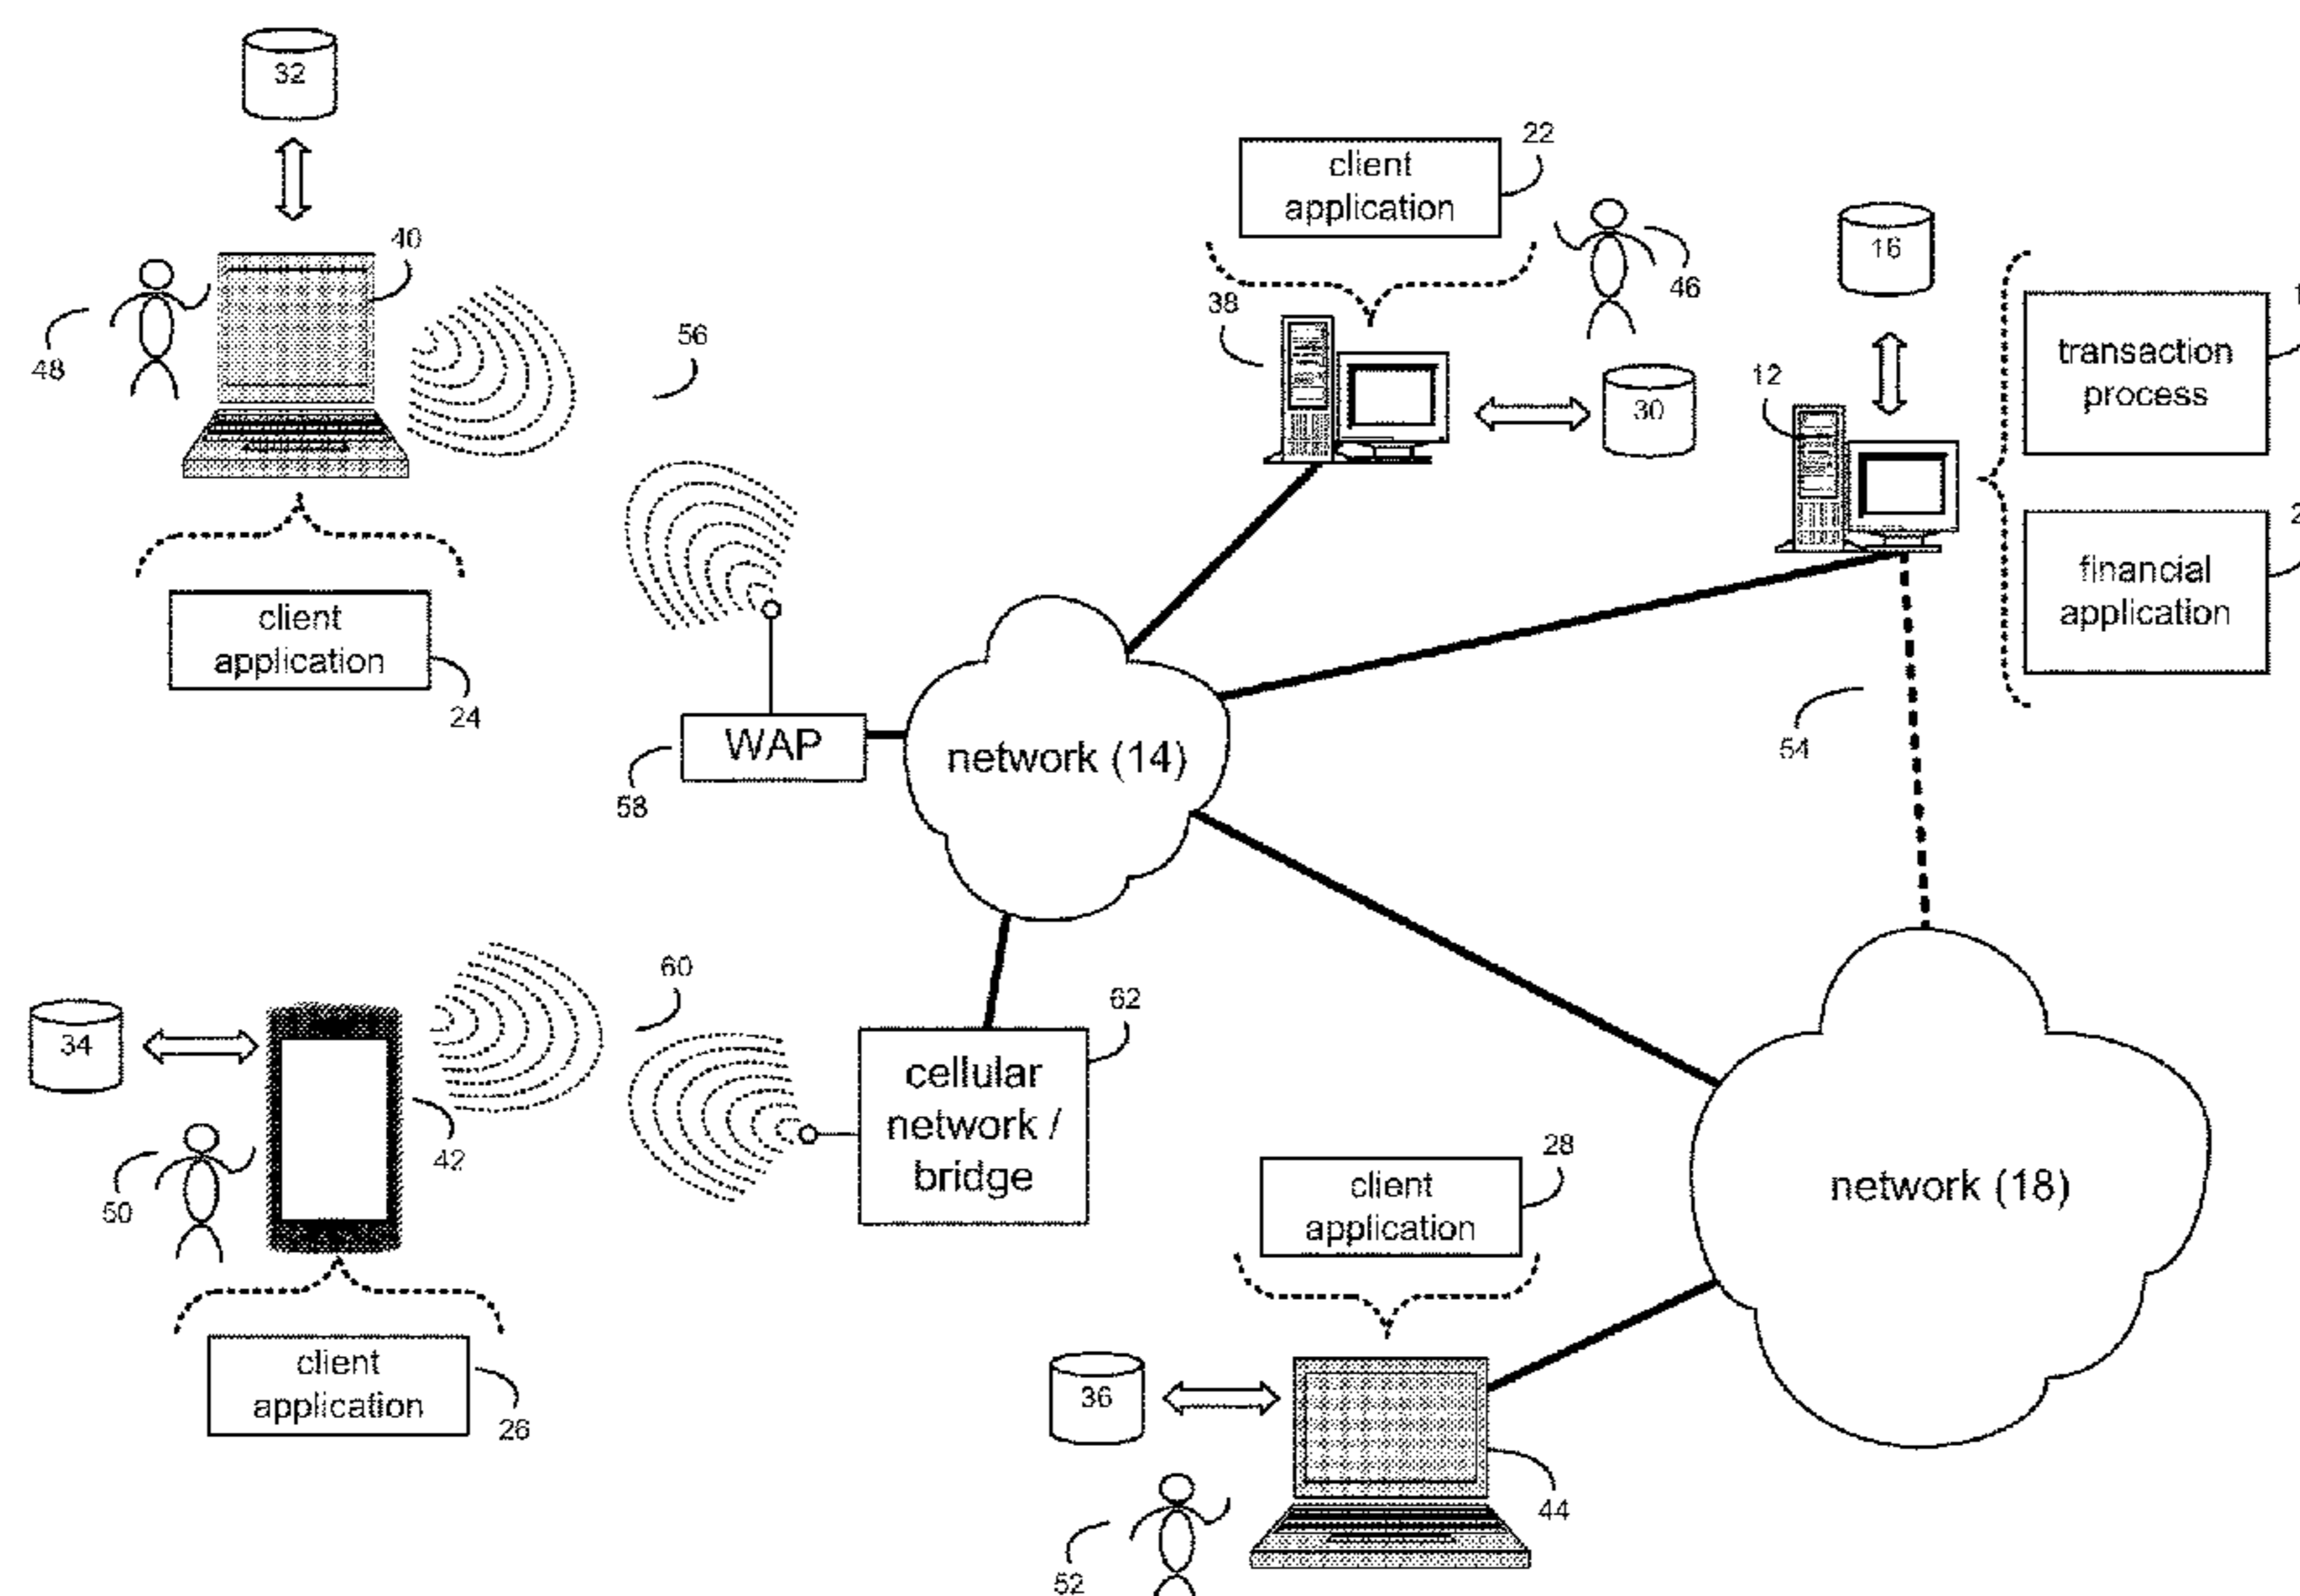 32
40
48
56
client
application
24
22
client
application
46
38
30
16
12
transaction
process
1
financial
application
2
54
WAP
58
network (14)
60
34
42
50
62
cellular
network /
bridge
client
application
26
28
client
application
network (18)
36
44
52